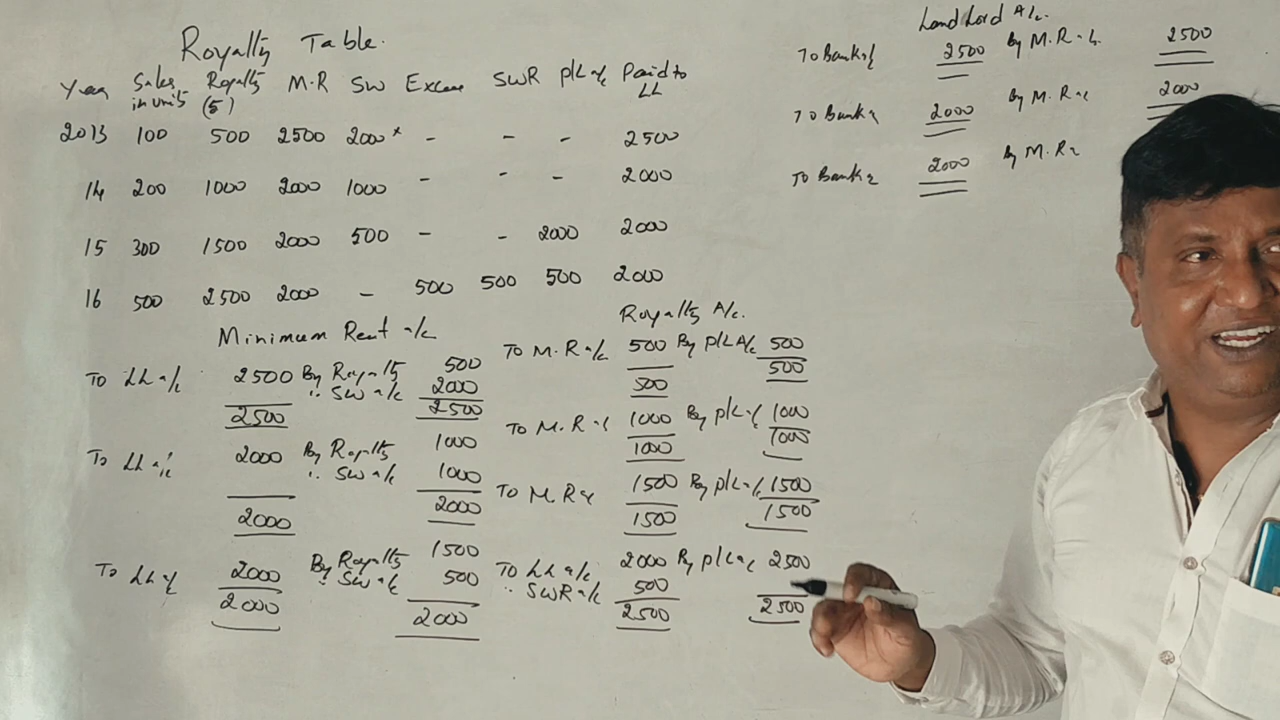 Royalty Table.
Year Sales in units Royalty (5) M.R SW Excess SWR P/L a/c Paid to LL
2013 100 500 2500 2000* - - - 2500
14 200 1000 2000 1000 - - - 2000
15 300 1500 2000 500 - - 2000 2000
16 500 2500 2000 - 500 500 500 2000
Minimum Rent a/c
To LL a/c 2500 By Royalty 500
" SW a/c 2000
2500 2500
To LL a/c 2000 By Royalty 1000
" SW a/c 1000
2000 2000
To LL a/c 2000 By Royalty 1500
" SW a/c 500
2000 2000
Royalty A/c.
To M.R a/c 500 By P/L A/c 500
500 500
To M.R a/c 1000 By P/L a/c 1000
1000 1000
To M.R a/c 1500 By P/L a/c 1500
1500 1500
To LL a/c 2000 By P/L a/c 2500
" SWR a/c 500
2500 2500
Land Lord A/c.
To Bank a/c 2500 By M.R a/c. 2500
To Bank a/c 2000 By M.R a/c 2000
To Bank a/c 2000 By M.R a/c